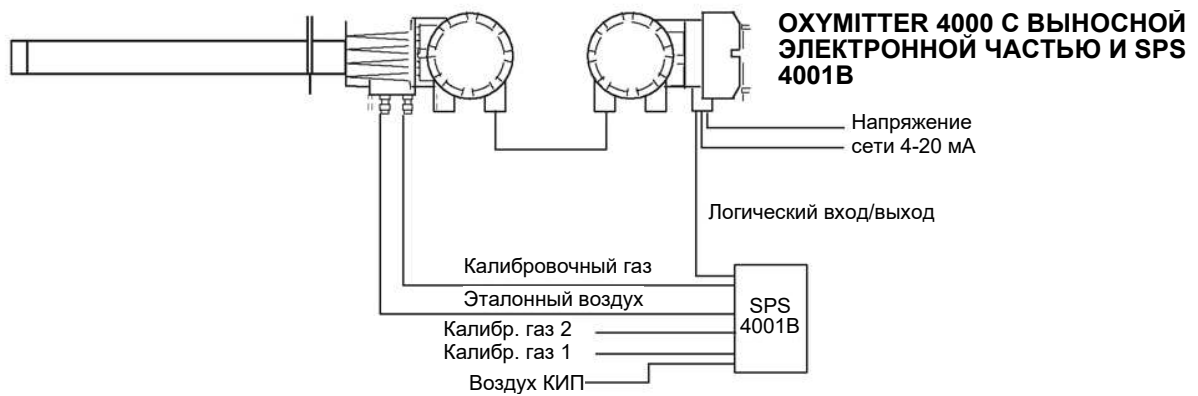 OXYMITTER 4000 С ВЫНОСНОЙ
ЭЛЕКТРОННОЙ ЧАСТЬЮ И SPS
4001B
Напряжение
сети 4-20 мА
Логический вход/выход
Калибровочный газ
Эталонный воздух
SPS
4001B
Калибр. газ 2
Калибр. газ 1
Воздух КИП